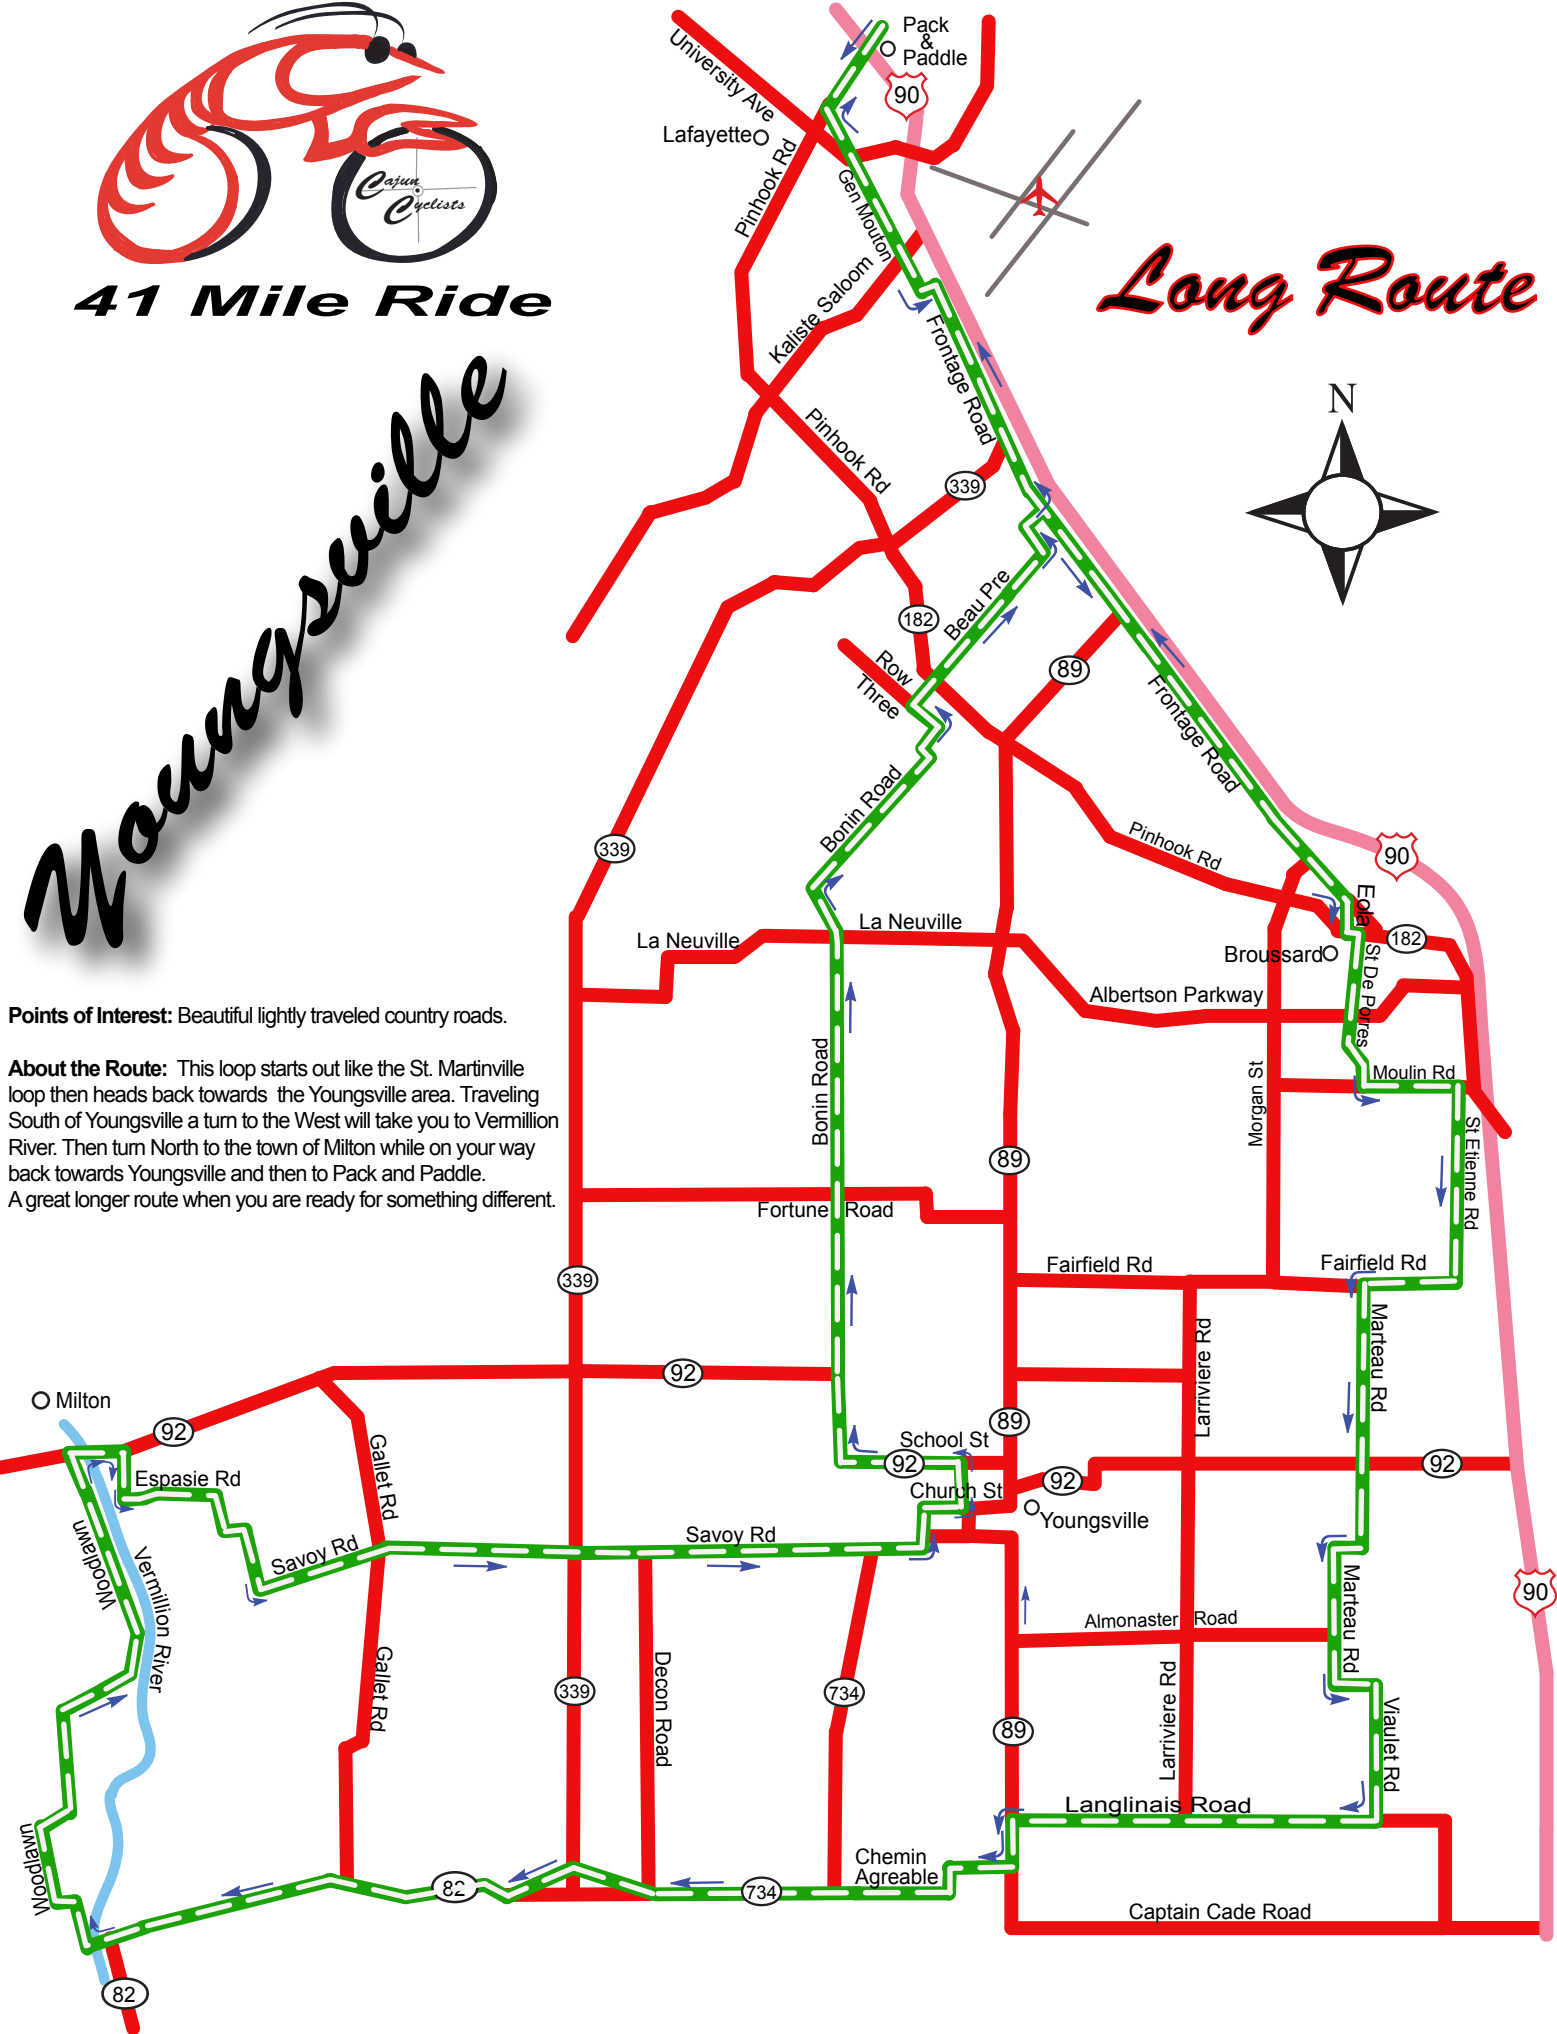 Cajun
Cyclists
41 Mile Ride
Youngsville
Long Route
N
Points of Interest: Beautiful lightly traveled country roads.
About the Route: This loop starts out like the St. Martinville
loop then heads back towards the Youngsville area. Traveling
South of Youngsville a turn to the West will take you to Vermillion
River. Then turn North to the town of Milton while on your way
back towards Youngsville and then to Pack and Paddle.
A great longer route when you are ready for something different.
Pack
&
Paddle
90
University Ave
Lafayette
Pinhook Rd
Gen Mouton
Kaliste Saloom
Frontage Road
Pinhook Rd
339
182
Beau Pre
Row
Three
89
Frontage Road
Bonin Road
339
Pinhook Rd
90
Eola
La Neuville
La Neuville
182
Broussard
St De Porres
Albertson Parkway
Bonin Road
Morgan St
Moulin Rd
St Etienne Rd
89
Fortune Road
339
Fairfield Rd
Fairfield Rd
Marteau Rd
Larriviere Rd
92
Milton
92
Gallet Rd
89
School St
92
92
92
Church St
Youngsville
Espasie Rd
Woodlawn
Vermillion River
Savoy Rd
Savoy Rd
90
Almonaster Road
Marteau Rd
Gallet Rd
339
Decon Road
734
89
Larriviere Rd
Viaulet Rd
Langlinais Road
Woodlawn
Chemin
Agreable
82
734
Captain Cade Road
82